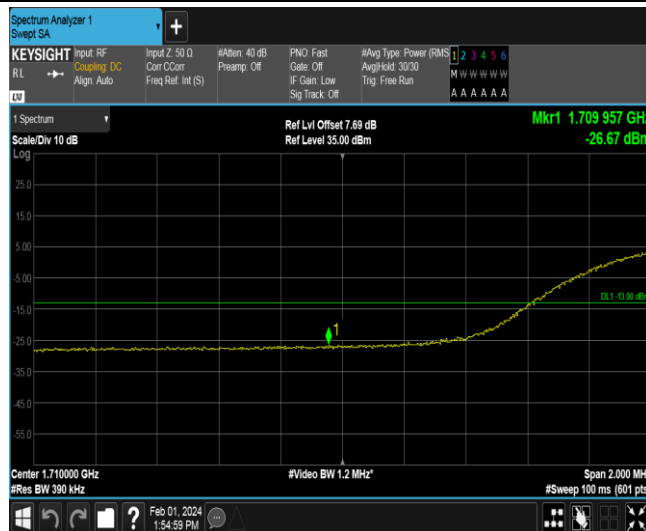 Spectrum Analyzer 1
Swept SA
+
KEYSIGHT
RL
LXI
Input: RF
Coupling: DC
Align: Auto
Input Z: 50 Ω
Corr CCorr
Freq Ref: Int (S)
#Atten: 40 dB
Preamp: Off
PNO: Fast
Gate: Off
IF Gain: Low
Sig Track: Off
#Avg Type: Power (RMS
Avg|Hold: 30/30
Trig: Free Run
1 2 3 4 5 6
M W W W W W
A A A A A A
1 Spectrum
Scale/Div 10 dB
Log
Ref Lvl Offset 7.69 dB
Ref Level 35.00 dBm
Mkr1 1.709 957 GHz
-26.67 dBm
25.0
15.0
5.00
-5.00
DL1 -13.00 dBm
-15.0
1
-25.0
-35.0
-45.0
-55.0
Center 1.710000 GHz
#Res BW 390 kHz
#Video BW 1.2 MHz*
Span 2.000 MH
#Sweep 100 ms (601 pts
?
Feb 01, 2024
1:54:59 PM